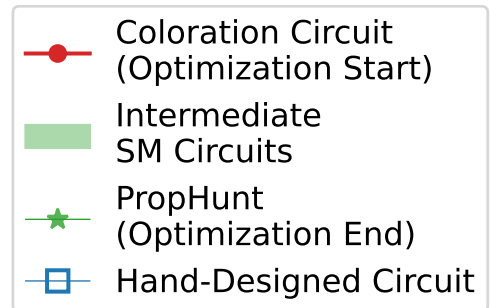 Coloration Circuit
(Optimization Start)
Intermediate
SM Circuits
PropHunt
(Optimization End)
Hand-Designed Circuit